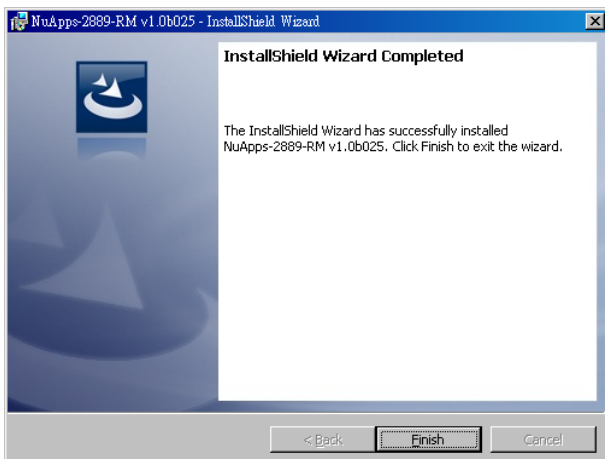 NuApps-2889-RM v1.0b025 - InstallShield Wizard
InstallShield Wizard Completed
The InstallShield Wizard has successfully installed
NuApps-2889-RM v1.0b025. Click Finish to exit the wizard.
< Back
Finish
Cancel